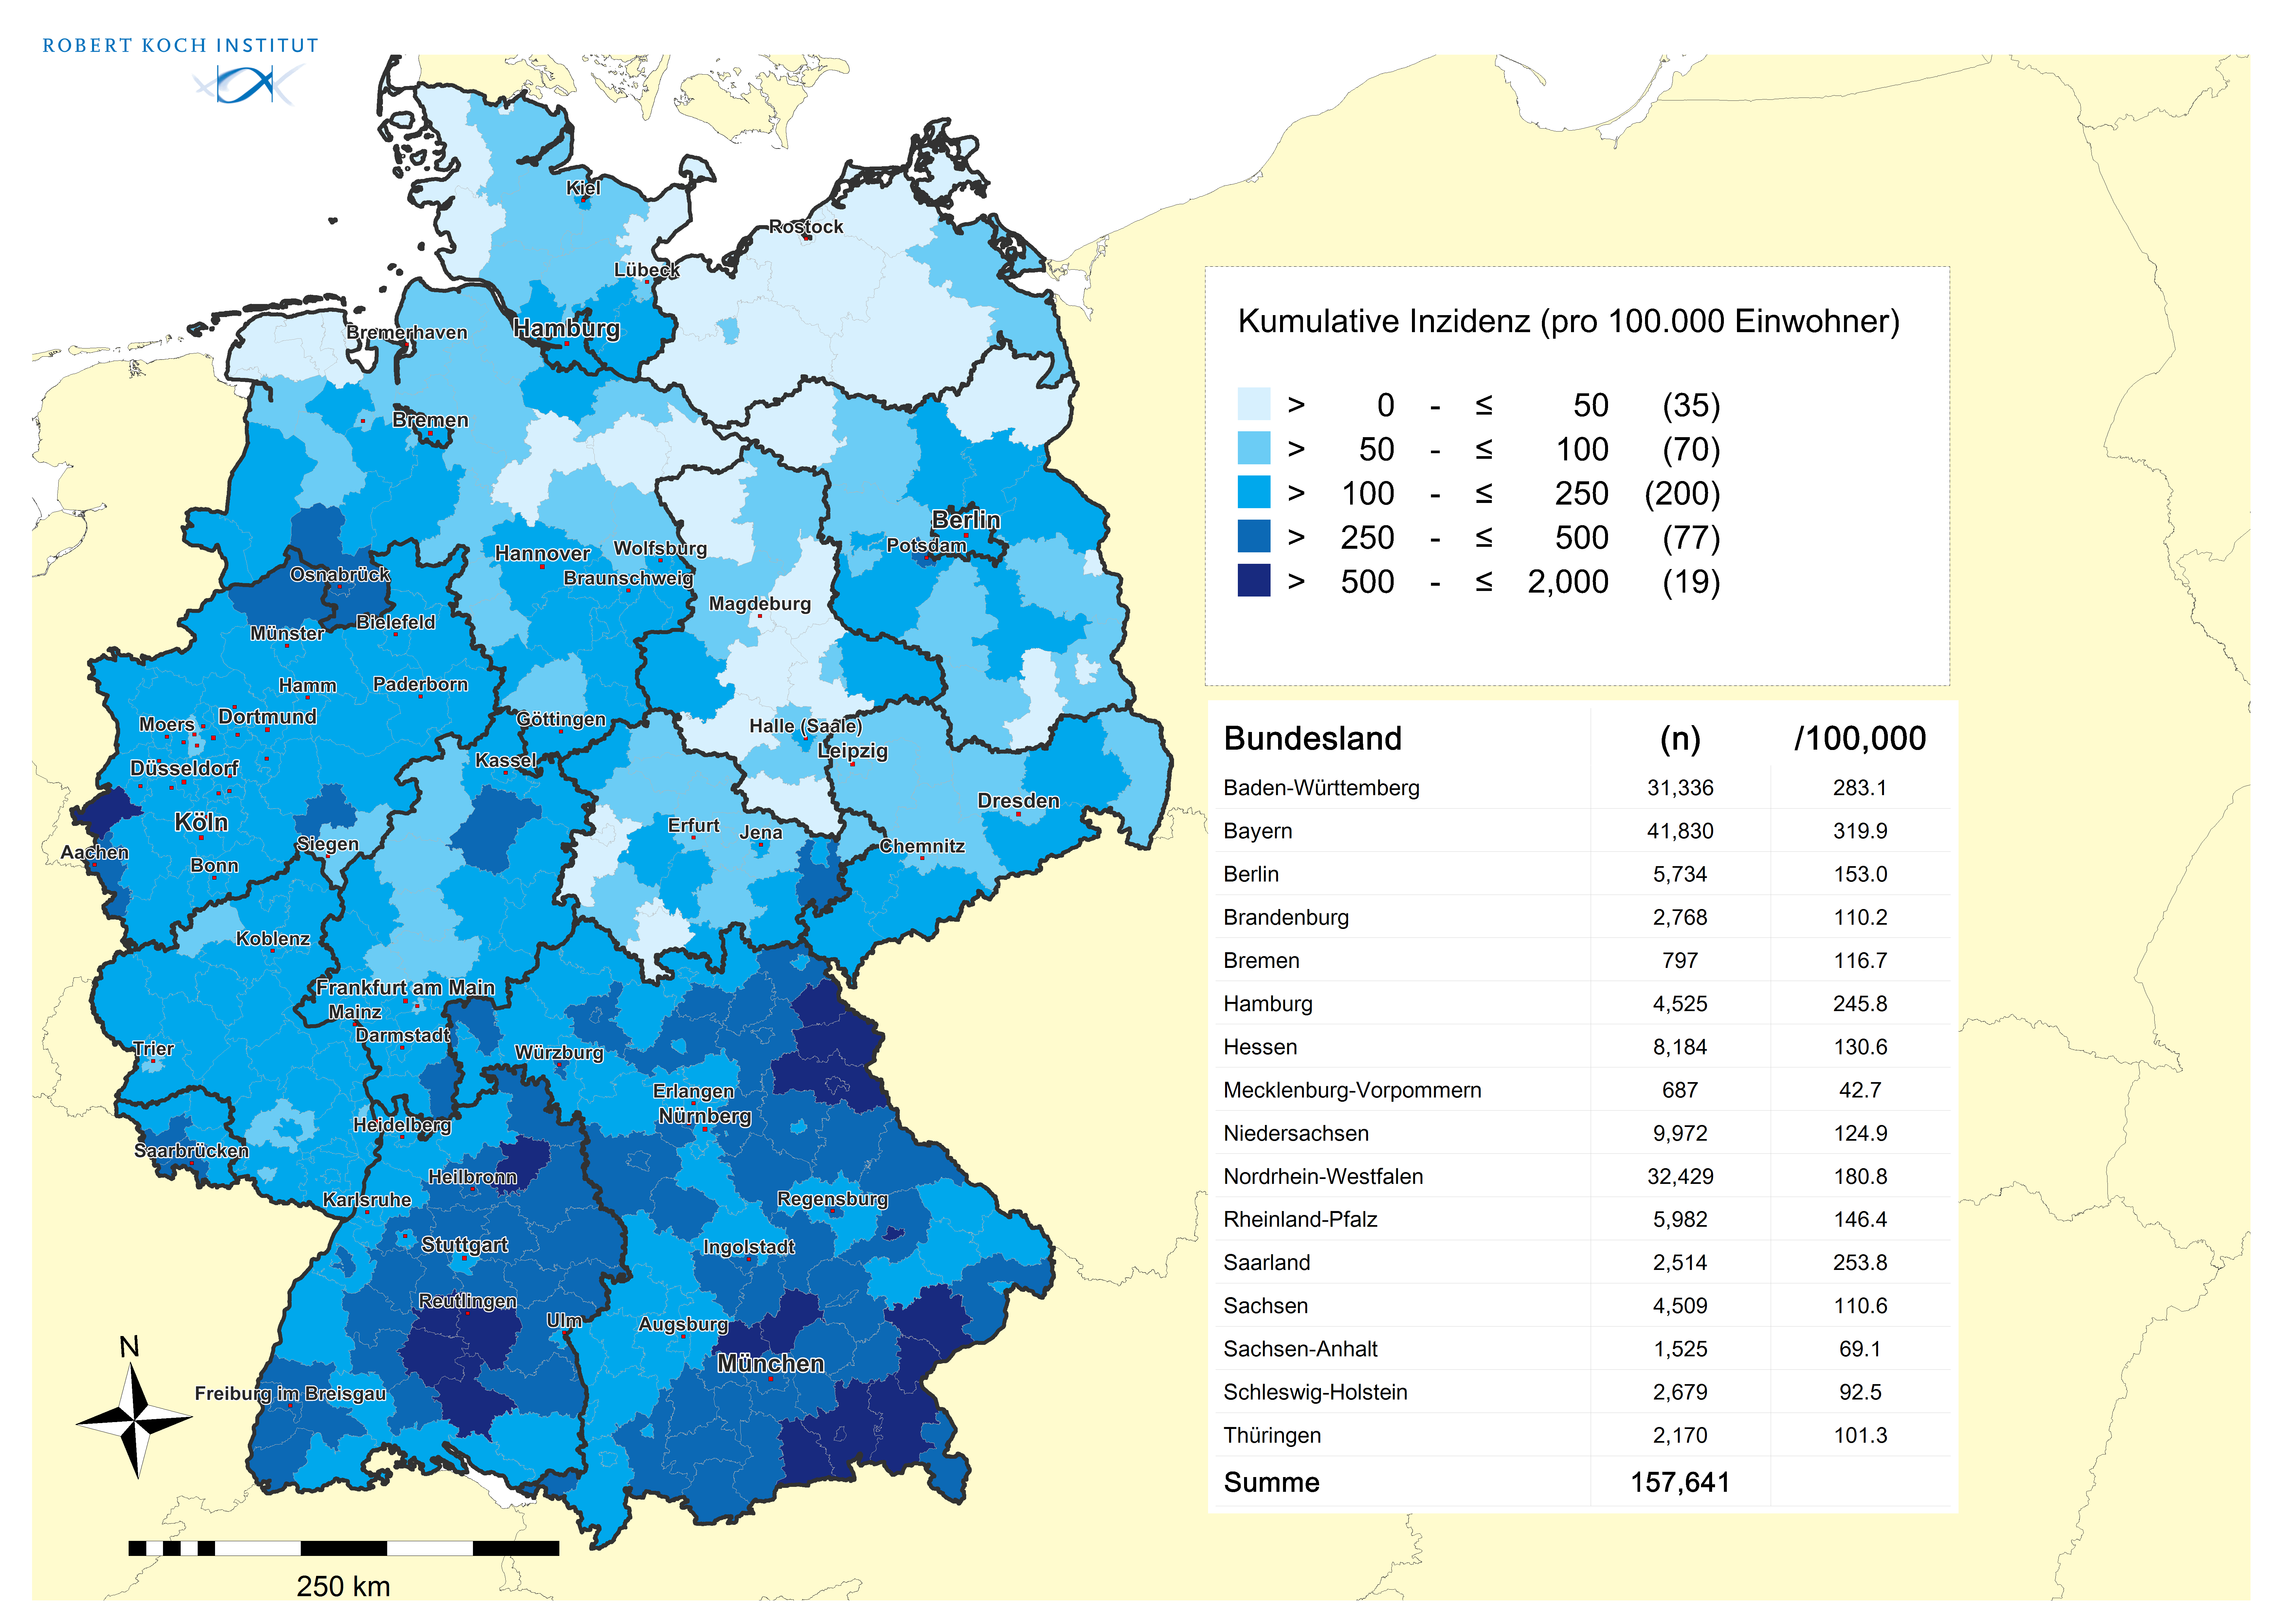 ROBERT KOCH INSTITUT
Kiel
Rostock
Lübeck
Bremerhaven
Hamburg
Bremen
Berlin
Potsdam
Hannover
Wolfsburg
Osnabrück
Braunschweig
Magdeburg
Bielefeld
Münster
Hamm
Paderborn
Moers
Dortmund
Göttingen
Halle (Saale)
Leipzig
Kassel
Düsseldorf
Dresden
Köln
Erfurt
Jena
Siegen
Chemnitz
Aachen
Bonn
Koblenz
Frankfurt am Main
Mainz
Darmstadt
Trier
Würzburg
Erlangen
Nürnberg
Heidelberg
Saarbrücken
Heilbronn
Karlsruhe
Regensburg
Stuttgart
Ingolstadt
Reutlingen
Ulm
Augsburg
München
Freiburg im Breisgau
N
250 km
Kumulative Inzidenz (pro 100.000 Einwohner)
> 0 - ≤ 50 (35)
> 50 - ≤ 100 (70)
> 100 - ≤ 250 (200)
> 250 - ≤ 500 (77)
> 500 - ≤ 2,000 (19)
Bundesland (n) /100,000
Baden-Württemberg 31,336 283.1
Bayern 41,830 319.9
Berlin 5,734 153.0
Brandenburg 2,768 110.2
Bremen 797 116.7
Hamburg 4,525 245.8
Hessen 8,184 130.6
Mecklenburg-Vorpommern 687 42.7
Niedersachsen 9,972 124.9
Nordrhein-Westfalen 32,429 180.8
Rheinland-Pfalz 5,982 146.4
Saarland 2,514 253.8
Sachsen 4,509 110.6
Sachsen-Anhalt 1,525 69.1
Schleswig-Holstein 2,679 92.5
Thüringen 2,170 101.3
Summe 157,641